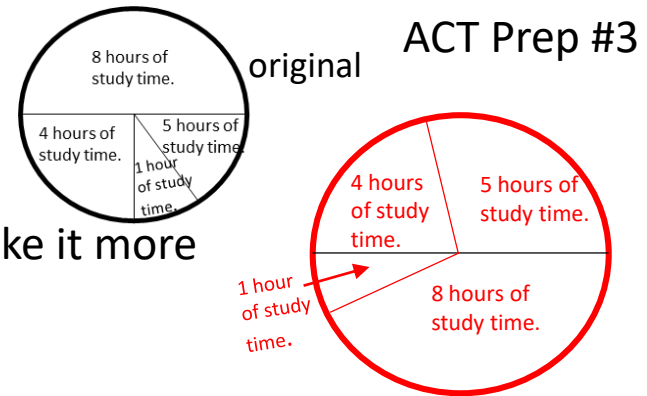 ACT Prep #3
original
8 hours of
study time.
4 hours of
study time.
5 hours of
study time.
1 hour
of study
time.
ke it more
4 hours
of study
time.
5 hours of
study time.
1 hour
of study
time.
8 hours of
study time.